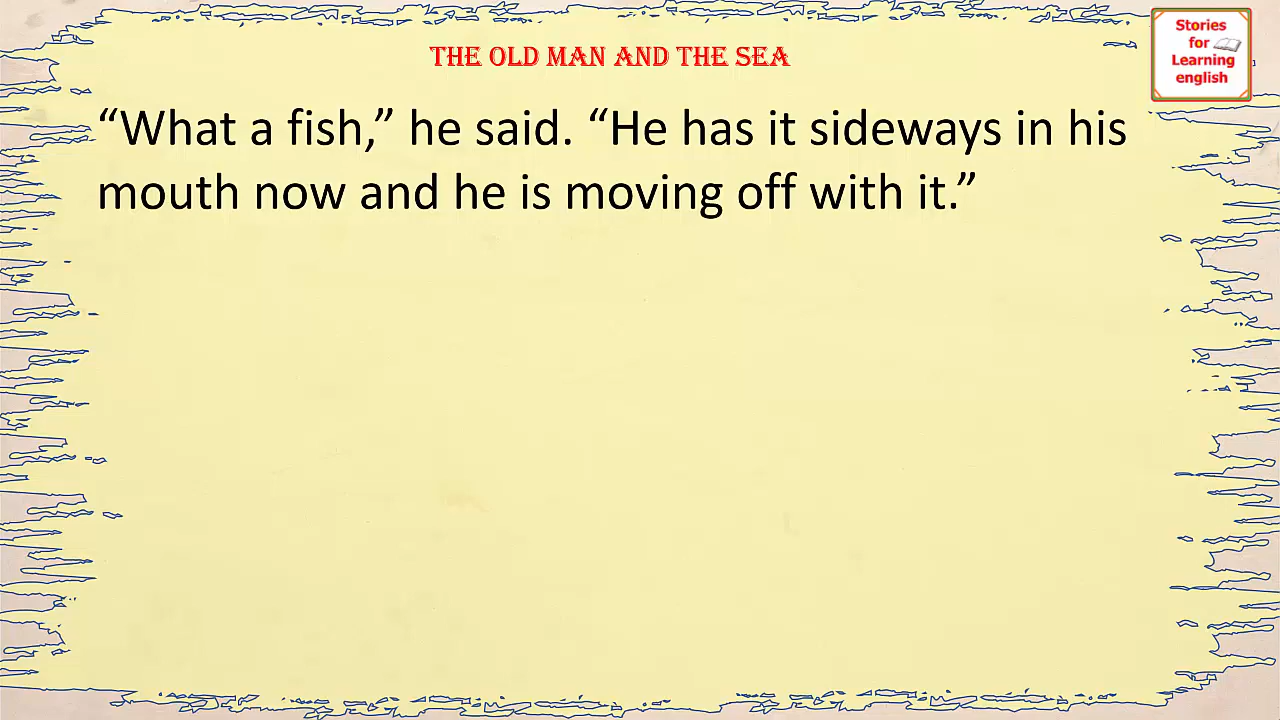 THE OLD MAN AND THE SEA
Stories
for
Learning
english
“What a fish,” he said. “He has it sideways in his
mouth now and he is moving off with it.”